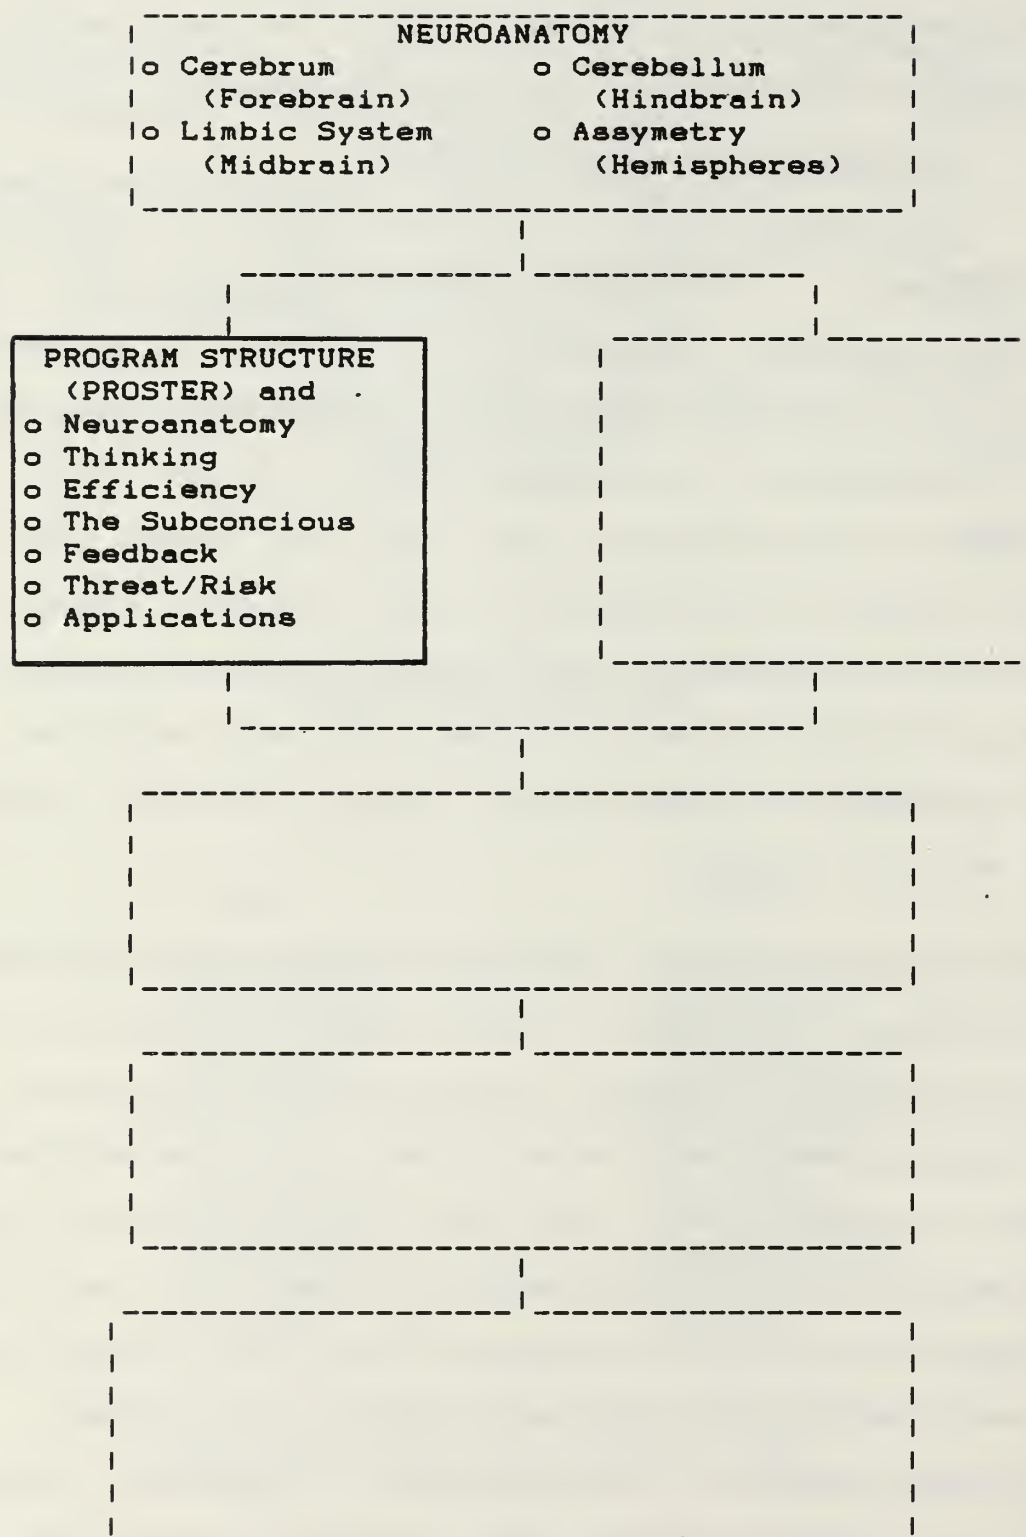 NEUROANATOMY
o Cerebrum o Cerebellum
(Forebrain) (Hindbrain)
o Limbic System o Assymetry
(Midbrain) (Hemispheres)
PROGRAM STRUCTURE
(PROSTER) and
o Neuroanatomy
o Thinking
o Efficiency
o The Subconcious
o Feedback
o Threat/Risk
o Applications